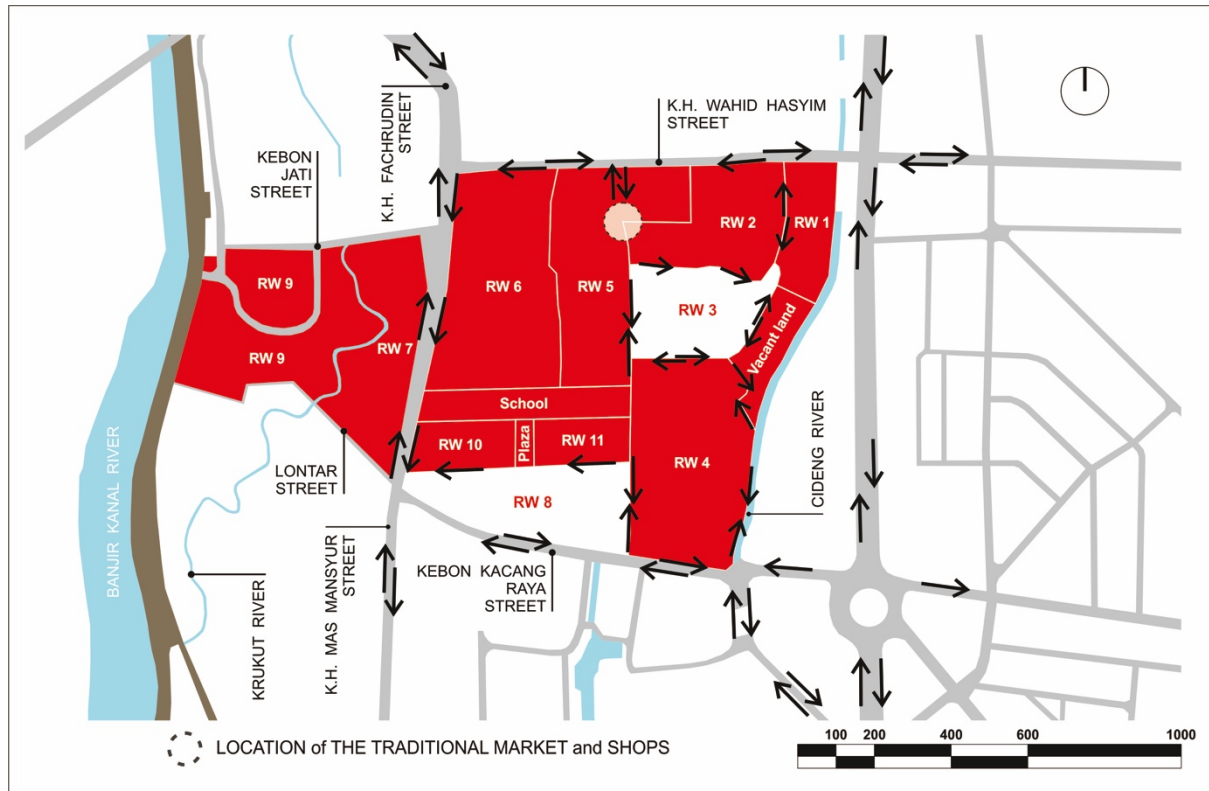 K.H. FACHRUDIN
STREET
K.H. WAHID HASYIM
STREET
KEBON
JATI
STREET
RW 9
RW 6
RW 5
RW 2
RW 1
RW 3
RW 9
RW 7
Vacant land
School
RW 10
Plaza
RW 11
RW 4
RW 8
LONTAR
STREET
CIDENG RIVER
BANJIR KANAL RIVER
KRUKUT RIVER
K.H. MAS MANSYUR
STREET
KEBON KACANG
RAYA
STREET
LOCATION of THE TRADITIONAL MARKET and SHOPS
100 200 400 600 1000